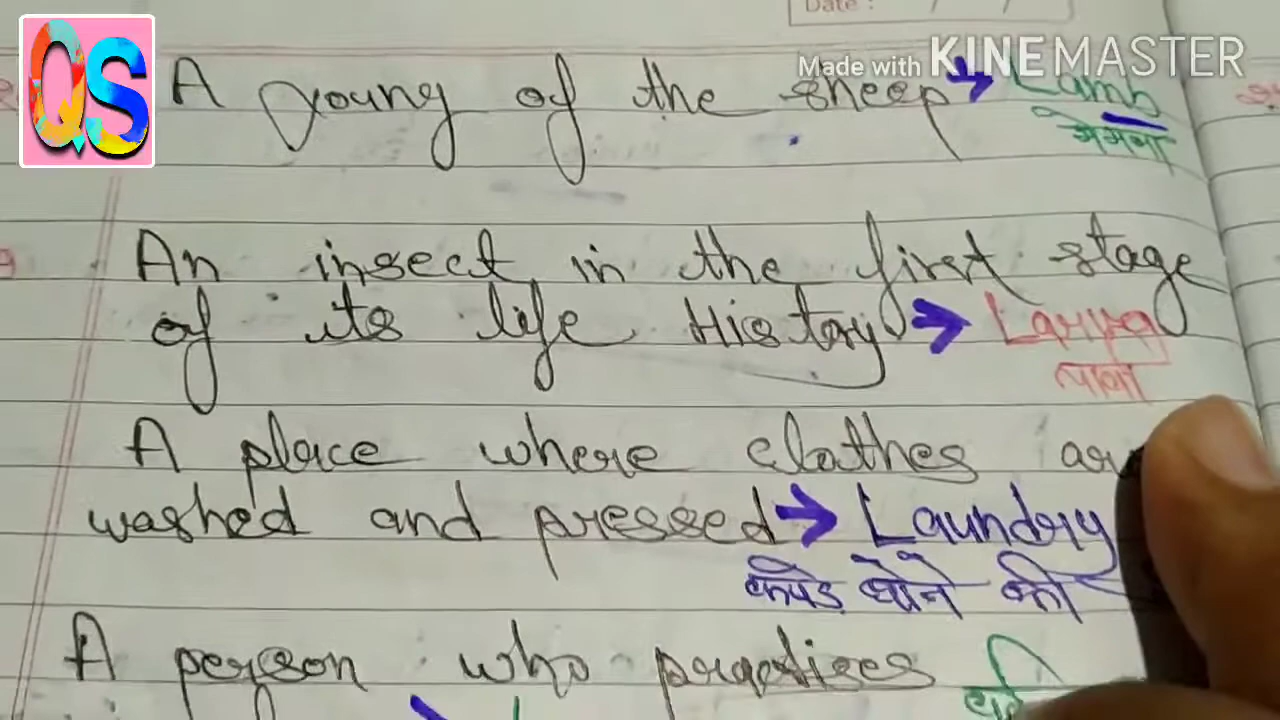 Date : / /
Made with KINEMASTER
QS
A young of the sheep → Lamb
मेमना
An insect in the first stage
of its life History → Larva
लार्वा
A place where clothes are
washed and pressed → Laundry
कपडे धोने की
A person who practises